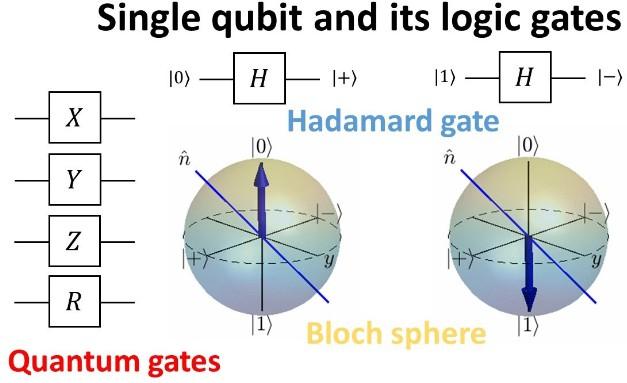 Single qubit and its logic gates
|0⟩ H |+⟩
|1⟩ H |−⟩
Hadamard gate
X
Y
Z
R
Quantum gates
n̂
|0⟩
|−⟩
|+⟩
y
|1⟩
n̂
|0⟩
|−⟩
|+⟩
y
|1⟩
Bloch sphere